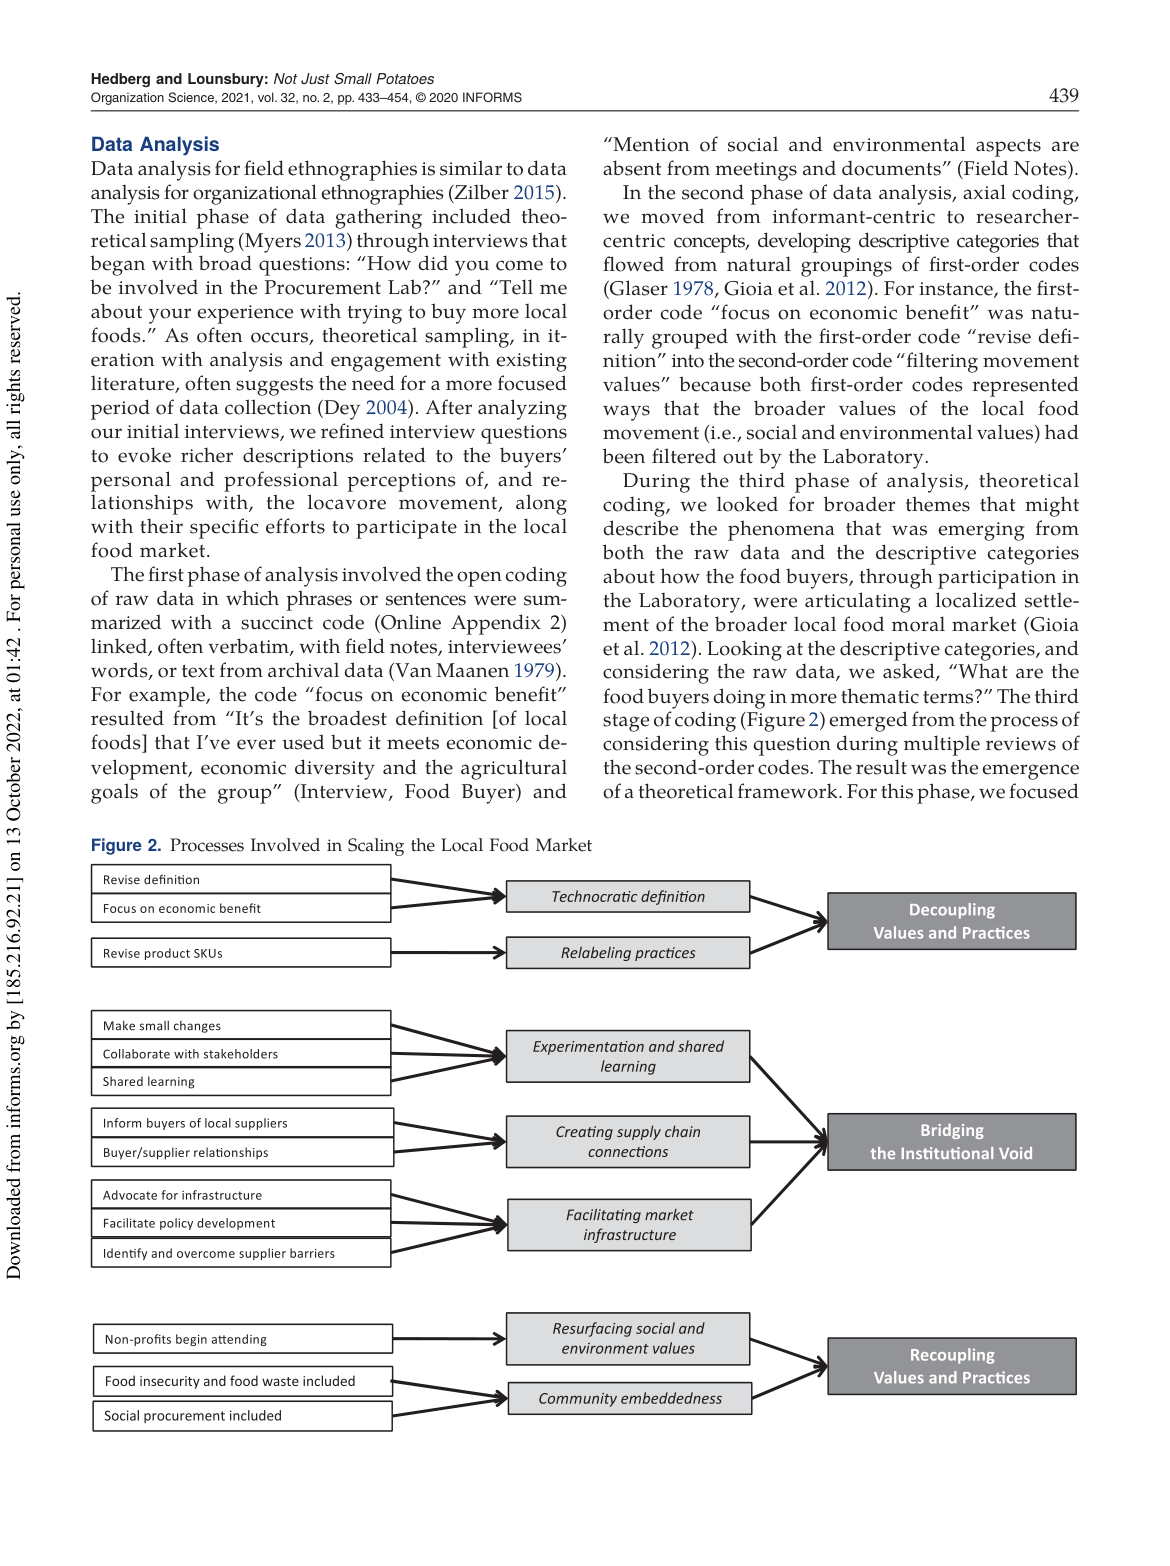 Hedberg and Lounsbury: Not Just Small Potatoes
Organization Science, 2021, vol. 32, no. 2, pp. 433–454, © 2020 INFORMS
439
Data Analysis
Data analysis for field ethnographies is similar to data
analysis for organizational ethnographies (Zilber 2015).
The initial phase of data gathering included theo-
retical sampling (Myers 2013) through interviews that
began with broad questions: “How did you come to
be involved in the Procurement Lab?” and “Tell me
about your experience with trying to buy more local
foods.” As often occurs, theoretical sampling, in it-
eration with analysis and engagement with existing
literature, often suggests the need for a more focused
period of data collection (Dey 2004). After analyzing
our initial interviews, we refined interview questions
to evoke richer descriptions related to the buyers’
personal and professional perceptions of, and re-
lationships with, the locavore movement, along
with their specific efforts to participate in the local
food market.
The first phase of analysis involved the open coding
of raw data in which phrases or sentences were sum-
marized with a succinct code (Online Appendix 2)
linked, often verbatim, with field notes, interviewees’
words, or text from archival data (Van Maanen 1979).
For example, the code “focus on economic benefit”
resulted from “It’s the broadest definition [of local
foods] that I’ve ever used but it meets economic de-
velopment, economic diversity and the agricultural
goals of the group” (Interview, Food Buyer) and
“Mention of social and environmental aspects are
absent from meetings and documents” (Field Notes).
In the second phase of data analysis, axial coding,
we moved from informant-centric to researcher-
centric concepts, developing descriptive categories that
flowed from natural groupings of first-order codes
(Glaser 1978, Gioia et al. 2012). For instance, the first-
order code “focus on economic benefit” was natu-
rally grouped with the first-order code “revise defi-
nition” into the second-order code “filtering movement
values” because both first-order codes represented
ways that the broader values of the local food
movement (i.e., social and environmental values) had
been filtered out by the Laboratory.
During the third phase of analysis, theoretical
coding, we looked for broader themes that might
describe the phenomena that was emerging from
both the raw data and the descriptive categories
about how the food buyers, through participation in
the Laboratory, were articulating a localized settle-
ment of the broader local food moral market (Gioia
et al. 2012). Looking at the descriptive categories, and
considering the raw data, we asked, “What are the
food buyers doing in more thematic terms?” The third
stage of coding (Figure 2) emerged from the process of
considering this question during multiple reviews of
the second-order codes. The result was the emergence
of a theoretical framework. For this phase, we focused
Figure 2. Processes Involved in Scaling the Local Food Market
Revise definition
Focus on economic benefit
Revise product SKUs
Technocratic definition
Relabeling practices
Decoupling
Values and Practices
Make small changes
Collaborate with stakeholders
Shared learning
Inform buyers of local suppliers
Buyer/supplier relationships
Advocate for infrastructure
Facilitate policy development
Identify and overcome supplier barriers
Experimentation and shared
learning
Creating supply chain
connections
Facilitating market
infrastructure
Bridging
the Institutional Void
Non-profits begin attending
Food insecurity and food waste included
Social procurement included
Resurfacing social and
environment values
Community embeddedness
Recoupling
Values and Practices
Downloaded from informs.org by [185.216.92.21] on 13 October 2022, at 01:42 . For personal use only, all rights reserved.